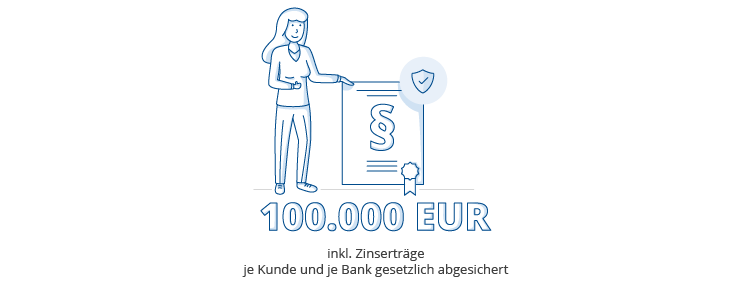 §
100.000 EUR
inkl. Zinserträge
je Kunde und je Bank gesetzlich abgesichert